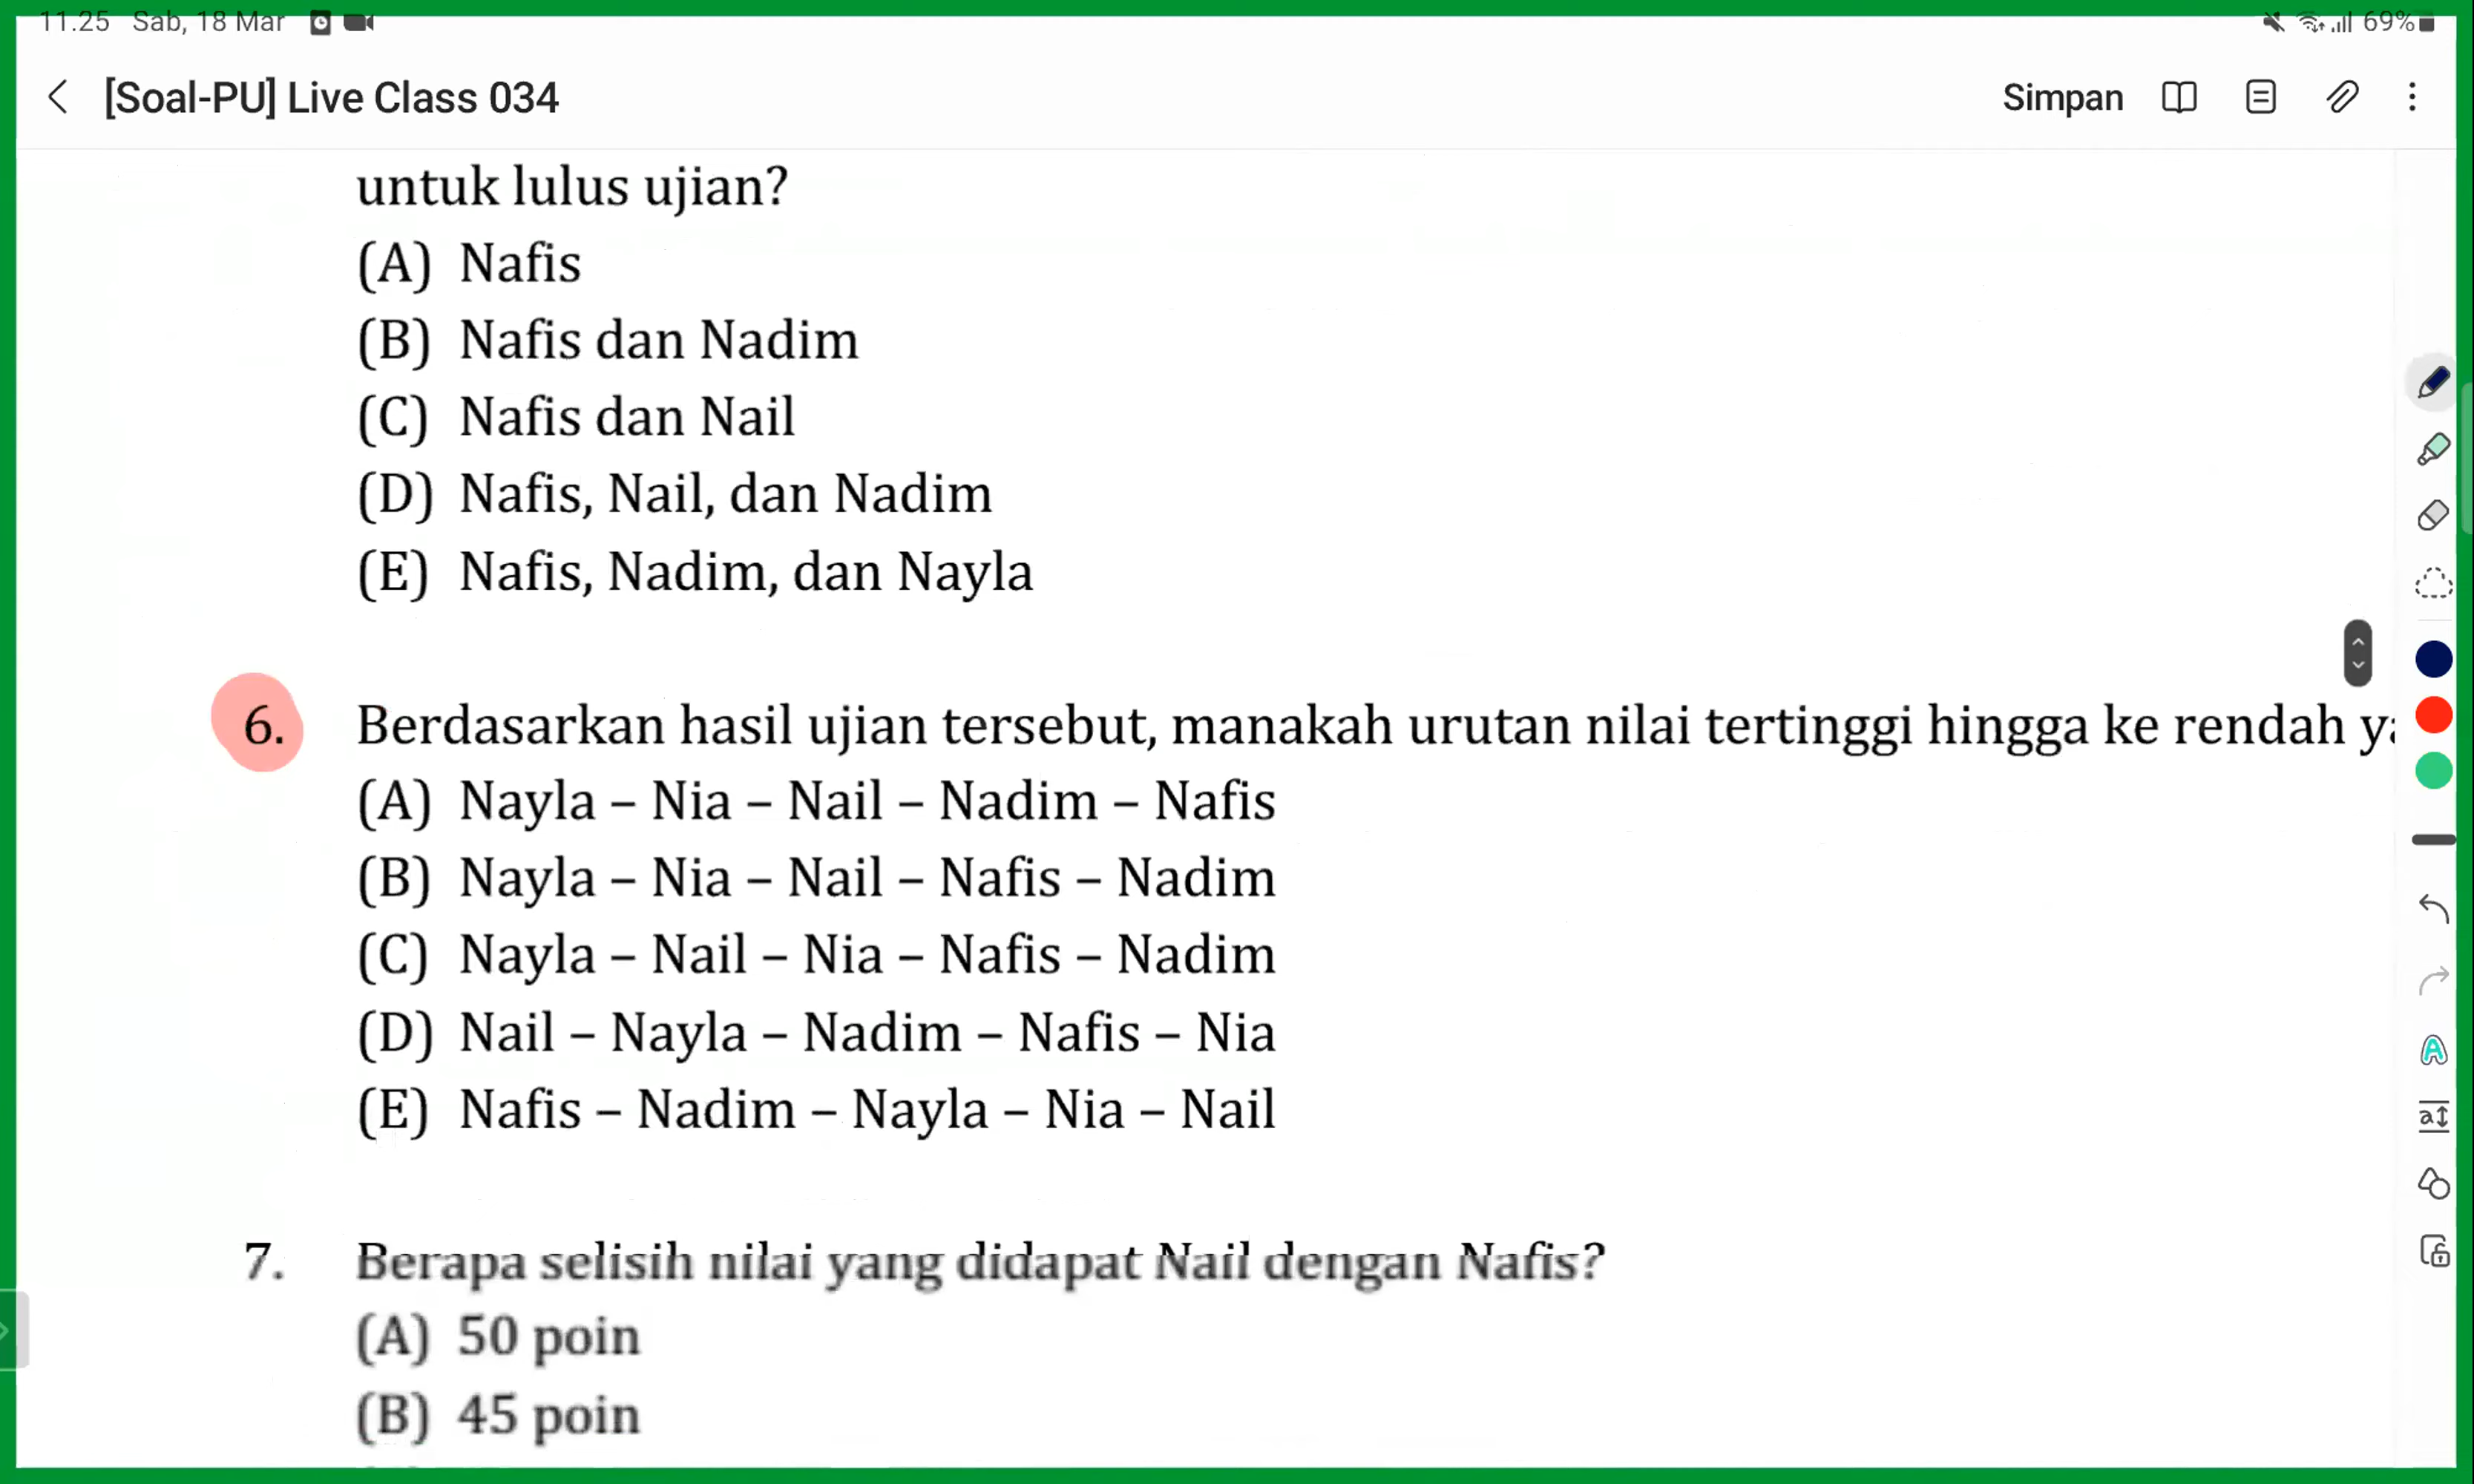 11.25 Sab, 18 Mar 69%
[Soal-PU] Live Class 034 Simpan
untuk lulus ujian?
(A) Nafis
(B) Nafis dan Nadim
(C) Nafis dan Nail
(D) Nafis, Nail, dan Nadim
(E) Nafis, Nadim, dan Nayla
6. Berdasarkan hasil ujian tersebut, manakah urutan nilai tertinggi hingga ke rendah
(A) Nayla – Nia – Nail – Nadim – Nafis
(B) Nayla – Nia – Nail – Nafis – Nadim
(C) Nayla – Nail – Nia – Nafis – Nadim
(D) Nail – Nayla – Nadim – Nafis – Nia
(E) Nafis – Nadim – Nayla – Nia – Nail
7. Berapa selisih nilai yang didapat Nail dengan Nafis?
(A) 50 poin
(B) 45 poin